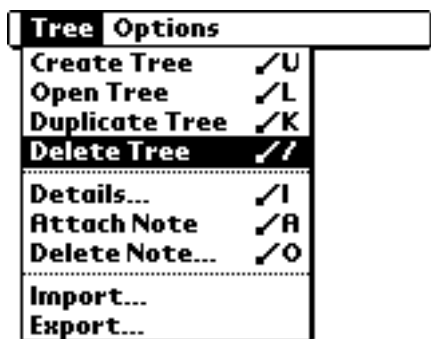 Tree Options
Create Tree ✓U
Open Tree ✓L
Duplicate Tree ✓K
Delete Tree ✓/
Details... ✓I
Attach Note ✓A
Delete Note... ✓O
Import...
Export...